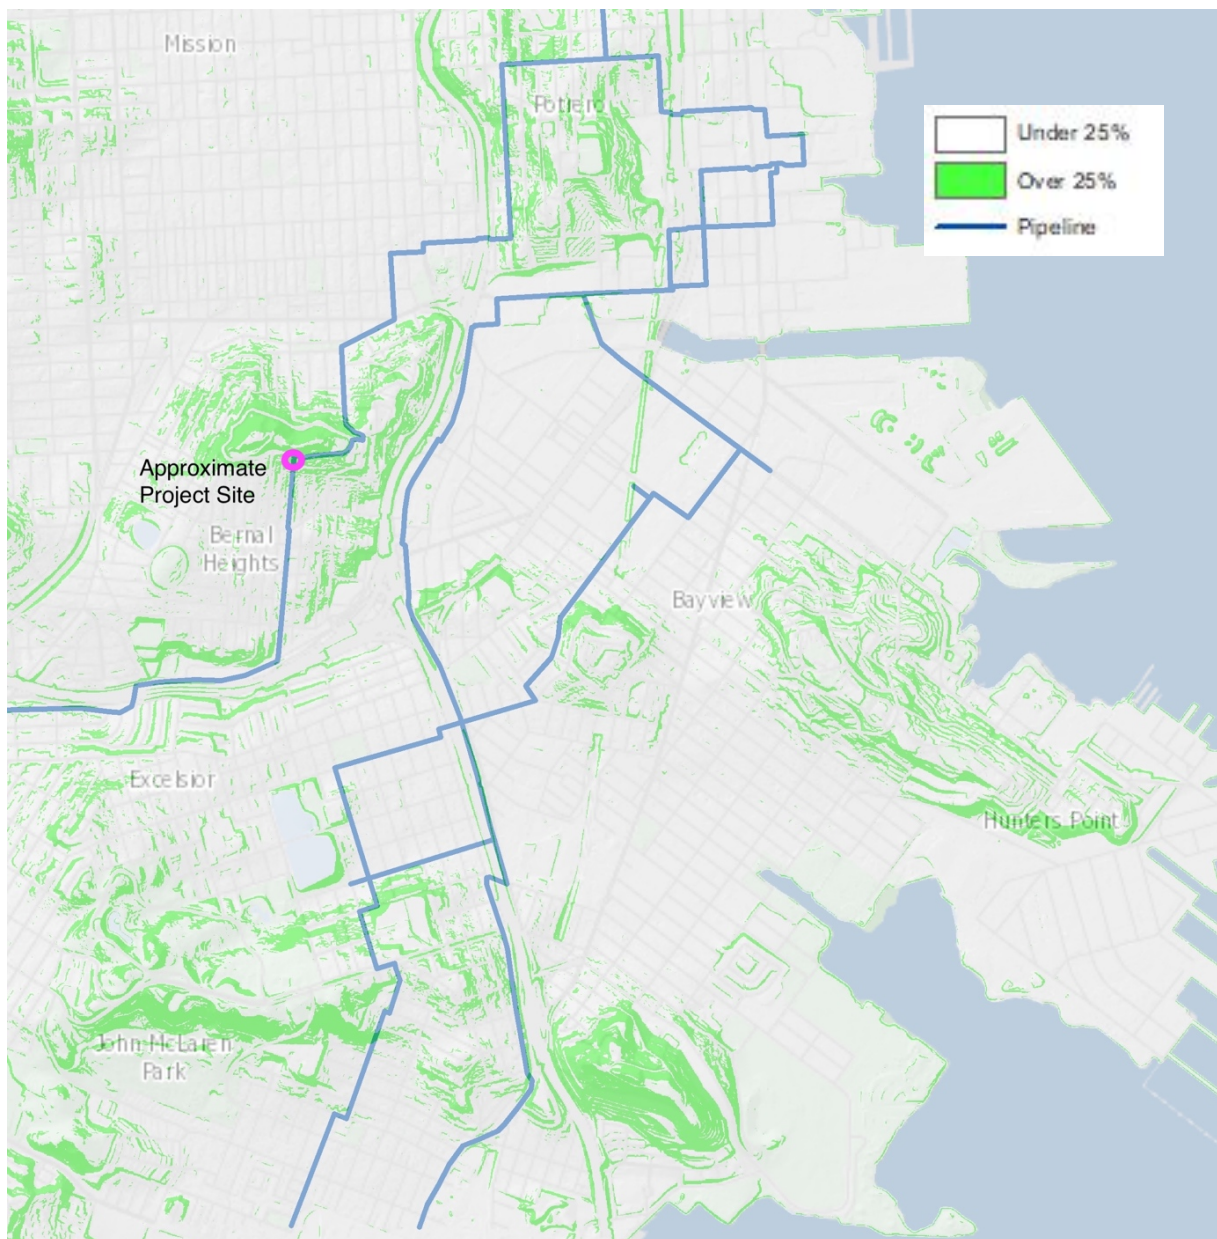 Mission
Potrero
Under 25%
Over 25%
Pipeline
Approximate
Project Site
Bernal
Heights
Bayview
Excelsior
Hunters Point
John McLaren
Park